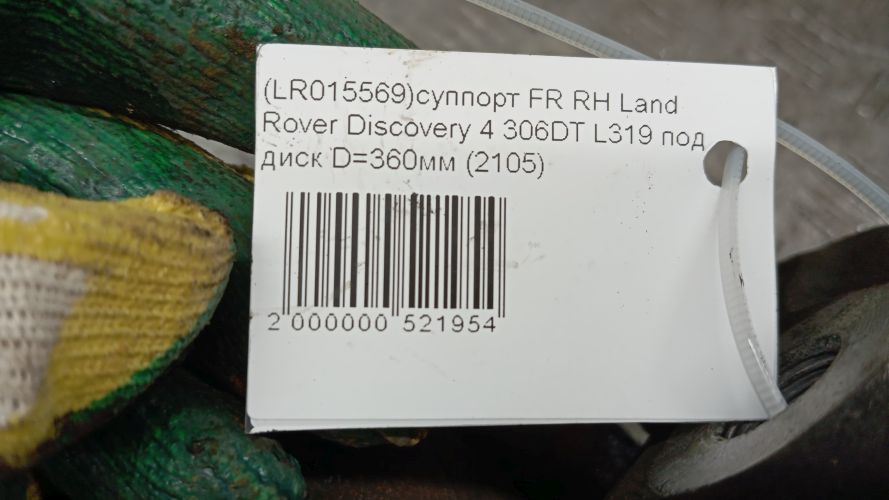 (LR015569)суппорт FR RH Land
Rover Discovery 4 306DT L319 под
диск D=360мм (2105)
2 000000 521954